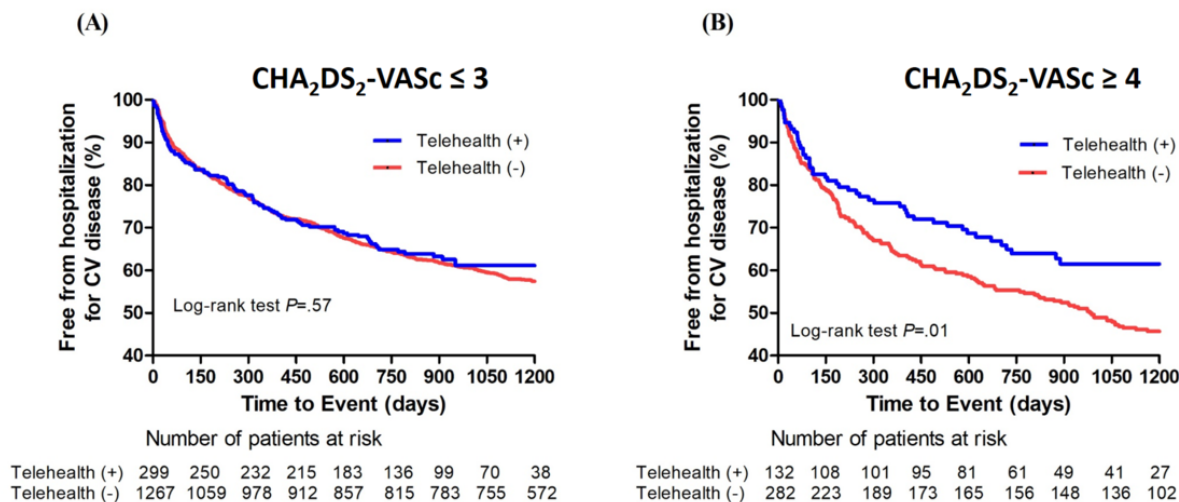 (A)
CHA₂DS₂-VASc ≤ 3
Free from hospitalization
for CV disease (%)
100
90
80
70
60
50
40
Telehealth (+)
Telehealth (-)
Log-rank test P=.57
0 150 300 450 600 750 900 1050 1200
Time to Event (days)
Number of patients at risk
Telehealth (+) 299 250 232 215 183 136 99 70 38
Telehealth (-) 1267 1059 978 912 857 815 783 755 572
(B)
CHA₂DS₂-VASc ≥ 4
Free from hospitalization
for CV disease (%)
100
90
80
70
60
50
40
Telehealth (+)
Telehealth (-)
Log-rank test P=.01
0 150 300 450 600 750 900 1050 1200
Time to Event (days)
Number of patients at risk
Telehealth (+) 132 108 101 95 81 61 49 41 27
Telehealth (-) 282 223 189 173 165 156 148 136 102